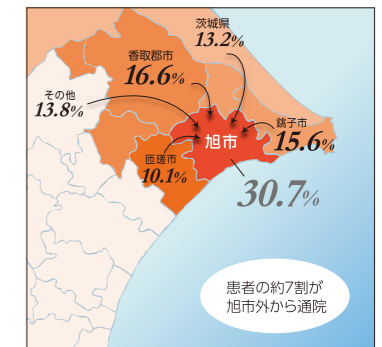 茨城県
13.2%
香取郡市
16.6%
その他
13.8%
銚子市
15.6%
旭市
匝瑳市
10.1%
30.7%
患者の約7割が
旭市外から通院